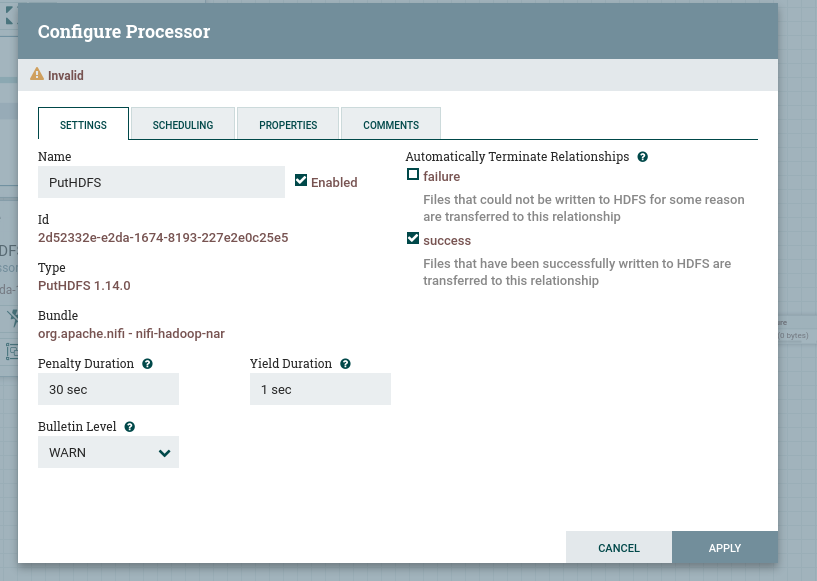 Configure Processor
Invalid
SETTINGS
SCHEDULING
PROPERTIES
COMMENTS
Name
PutHDFS
Enabled
Id
2d52332e-e2da-1674-8193-227e2e0c25e5
Type
PutHDFS 1.14.0
Bundle
org.apache.nifi - nifi-hadoop-nar
Penalty Duration
Yield Duration
30 sec
1 sec
Bulletin Level
WARN
Automatically Terminate Relationships
failure
Files that could not be written to HDFS for some reason
are transferred to this relationship
success
Files that have been successfully written to HDFS are
transferred to this relationship
(0 bytes)
CANCEL
APPLY